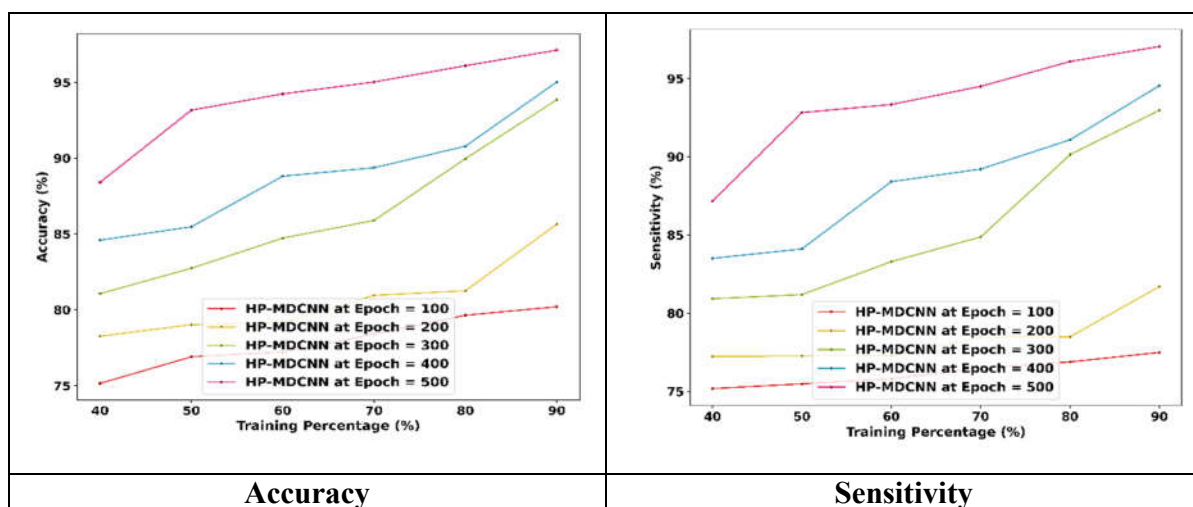 95
90
85
80
75
Accuracy (%)
HP-MDCNN at Epoch = 100
HP-MDCNN at Epoch = 200
HP-MDCNN at Epoch = 300
HP-MDCNN at Epoch = 400
HP-MDCNN at Epoch = 500
40 50 60 70 80 90
Training Percentage (%)
Accuracy
95
90
85
80
75
Sensitivity (%)
HP-MDCNN at Epoch = 100
HP-MDCNN at Epoch = 200
HP-MDCNN at Epoch = 300
HP-MDCNN at Epoch = 400
HP-MDCNN at Epoch = 500
40 50 60 70 80 90
Training Percentage (%)
Sensitivity